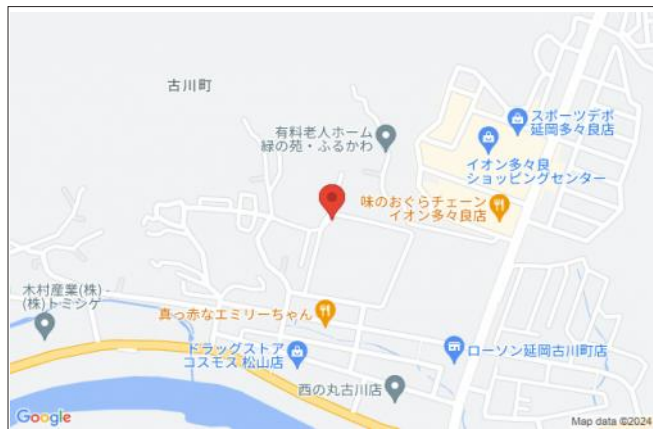 古川町
スポーツデポ
延岡多々良店
有料老人ホーム
緑の苑・ふるかわ
イオン多々良
ショッピングセンター
味のおぐらチェーン
イオン多々良店
木村産業(株) -
(株)トミシゲ
真っ赤なエミリーちゃん
ドラッグストア
コスモス 松山店
ローソン延岡古川町店
西の丸古川店
Google
Map data ©2024